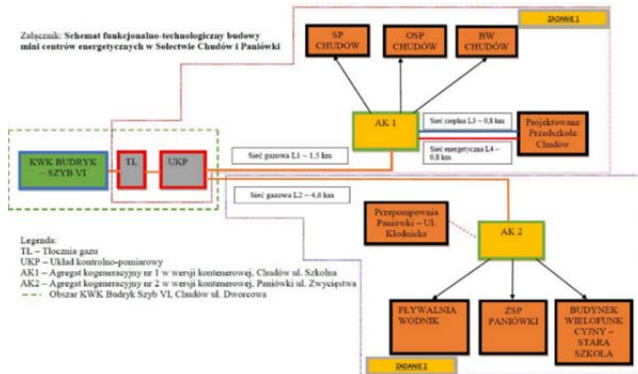 Załącznik: Schemat funkcjonalno-technologiczny budowy
mini centrów energetycznych w Sołectwie Chudów i Paniówki
ZADANIE 1
SP
CHUDÓW
OSP
CHUDÓW
BW
CHUDÓW
AK 1
Sieć cieplna L3 – 0,8 km
Sieć energetyczna L4 –
0,8 km
Projektowane
Przedszkole
Chudów
KWK BUDRYK
– SZYB VI
TŁ
UKP
Sieć gazowa L1 – 1,5 km
Sieć gazowa L2 – 4,6 km
Przepompownia
Paniówki – Ul.
Kłodnicka
AK 2
Legenda:
TŁ – Tłocznia gazu
UKP – Układ kontrolno-pomiarowy
AK1 – Agregat kogeneracyjny nr 1 w wersji kontenerowej, Chudów ul. Szkolna
AK2 – Agregat kogeneracyjny nr 2 w wersji kontenerowej, Paniówki ul. Zwycięstwa
Obszar KWK Budryk Szyb VI, Chudów ul. Dworcowa
PŁYWALNIA
WODNIK
ZSP
PANIÓWKI
BUDYNEK
WIELOFUNK
CYJNY –
STARA
SZKOŁA
ZADANIE 2